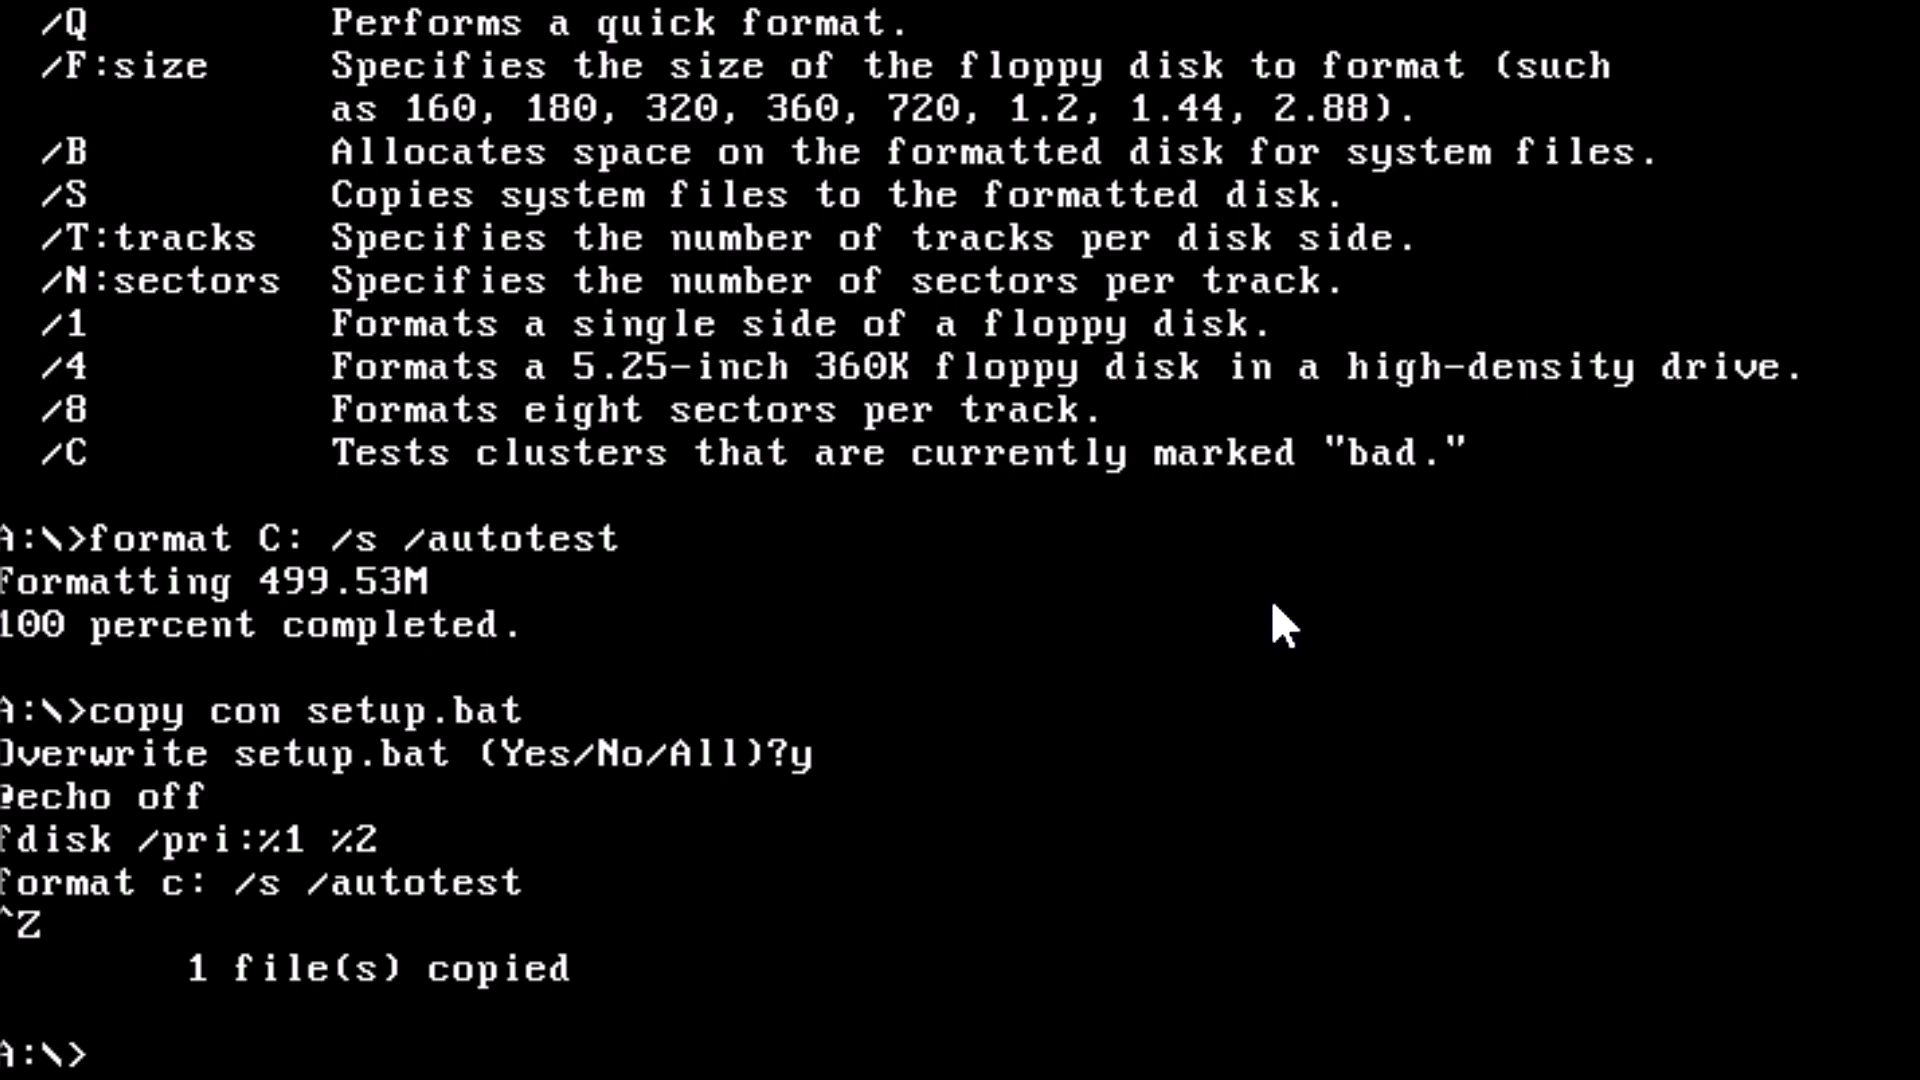 /Q Performs a quick format.
/F:size Specifies the size of the floppy disk to format (such
as 160, 180, 320, 360, 720, 1.2, 1.44, 2.88).
/B Allocates space on the formatted disk for system files.
/S Copies system files to the formatted disk.
/T:tracks Specifies the number of tracks per disk side.
/N:sectors Specifies the number of sectors per track.
/1 Formats a single side of a floppy disk.
/4 Formats a 5.25-inch 360K floppy disk in a high-density drive.
/8 Formats eight sectors per track.
/C Tests clusters that are currently marked "bad."
A:\>format C: /s /autotest
Formatting 499.53M
100 percent completed.
A:\>copy con setup.bat
Overwrite setup.bat (Yes/No/All)?y
@echo off
fdisk /pri:%1 %2
format c: /s /autotest
^Z
1 file(s) copied
A:\>